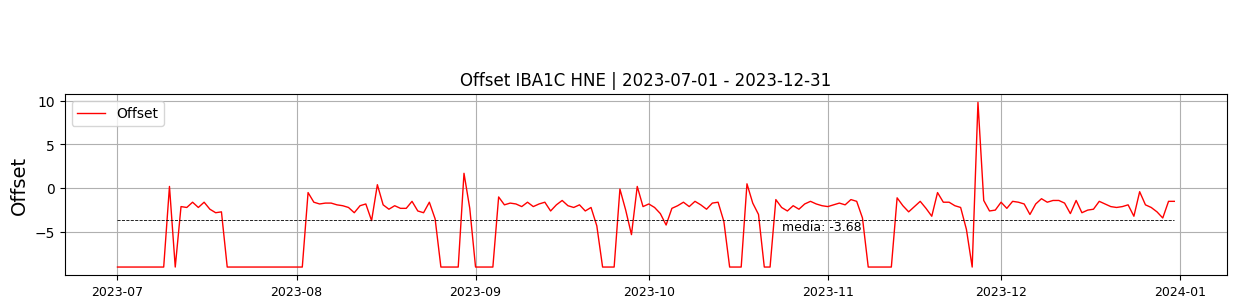 Offset IBA1C HNE | 2023-07-01 - 2023-12-31
Offset
10
5
0
−5
Offset
media: -3.68
2023-07 2023-08 2023-09 2023-10 2023-11 2023-12 2024-01